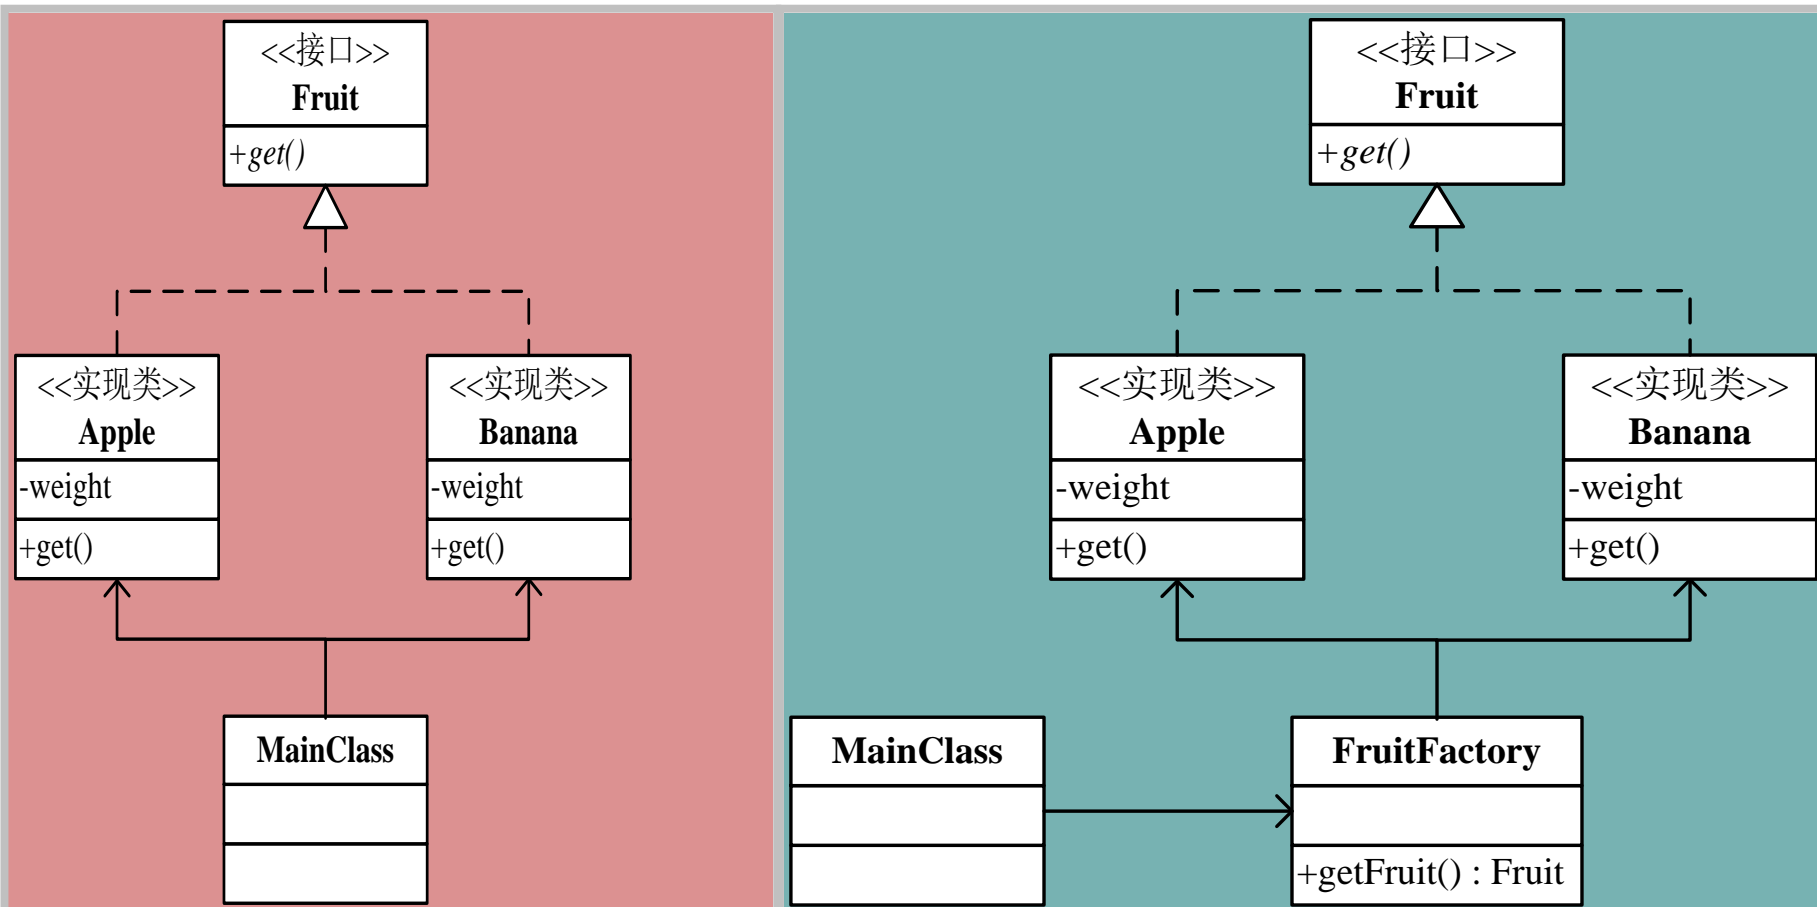 <<接口>>
Fruit
+get()
<<实现类>>
Apple
-weight
+get()
<<实现类>>
Banana
-weight
+get()
MainClass
<<接口>>
Fruit
+get()
<<实现类>>
Apple
-weight
+get()
<<实现类>>
Banana
-weight
+get()
MainClass
FruitFactory
+getFruit() : Fruit